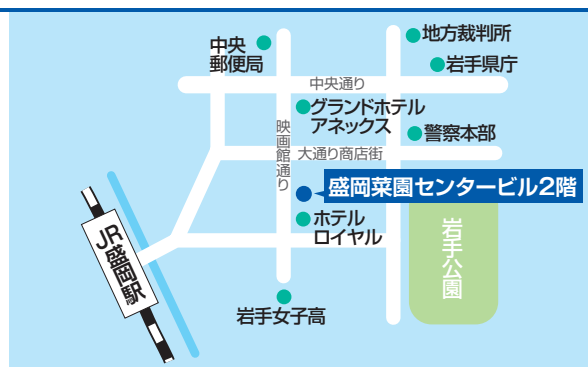 地方裁判所
中央
郵便局
岩手県庁
中央通り
グランドホテル
アネックス
警察本部
映画館通り
大通り商店街
盛岡菜園センタービル2階
ホテル
ロイヤル
岩手公園
JR盛岡駅
岩手女子高